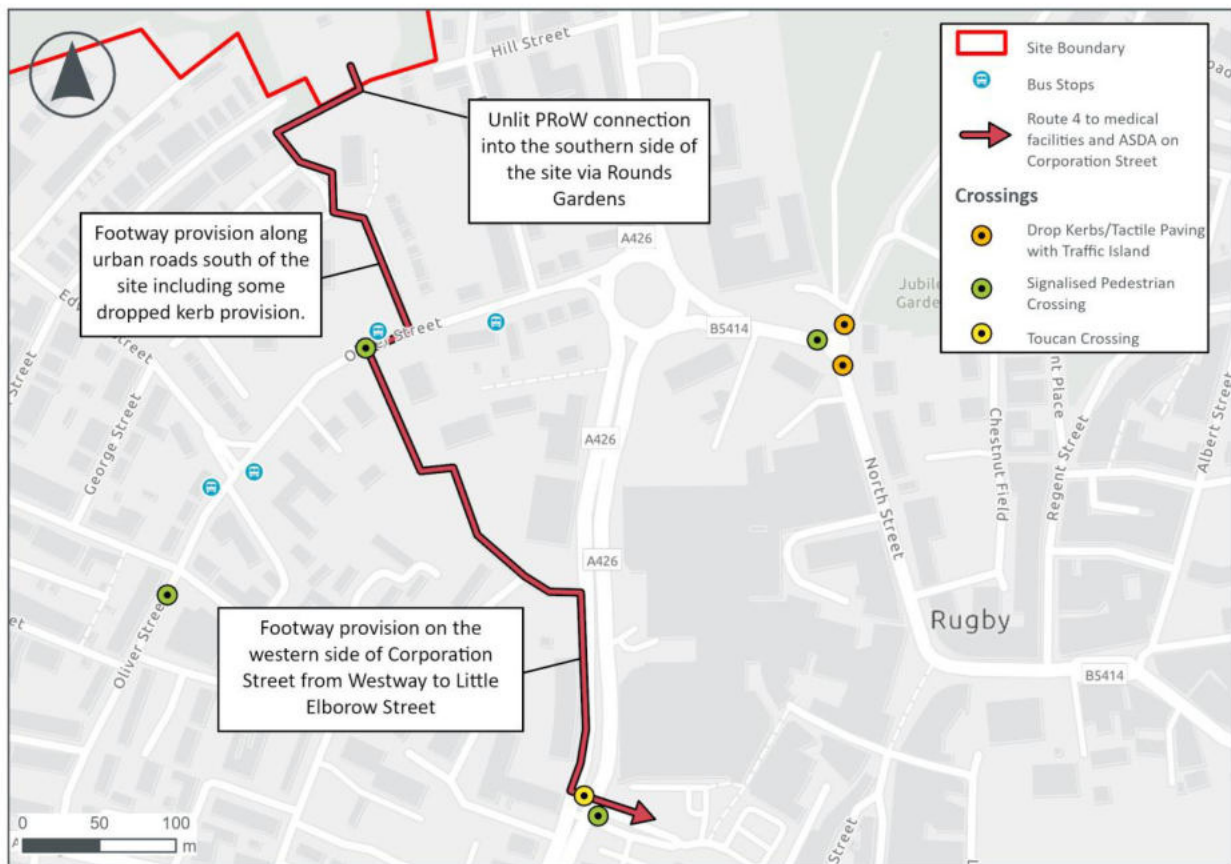 Hill Street
Site Boundary
Bus Stops
Route 4 to medical
facilities and ASDA on
Corporation Street
Crossings
Drop Kerbs/Tactile Paving
with Traffic Island
Signalised Pedestrian
Crossing
Toucan Crossing
Unlit PRoW connection
into the southern side of
the site via Rounds
Gardens
Footway provision along
urban roads south of the
site including some
dropped kerb provision.
A426
B5414
Street
Street
George Street
A426
North Street
Chestnut Field
Regent Street
Albert Street
A426
Oliver Street
Rugby
Footway provision on the
western side of Corporation
Street from Westway to Little
Elborow Street
B5414
Street
0 50 100
m